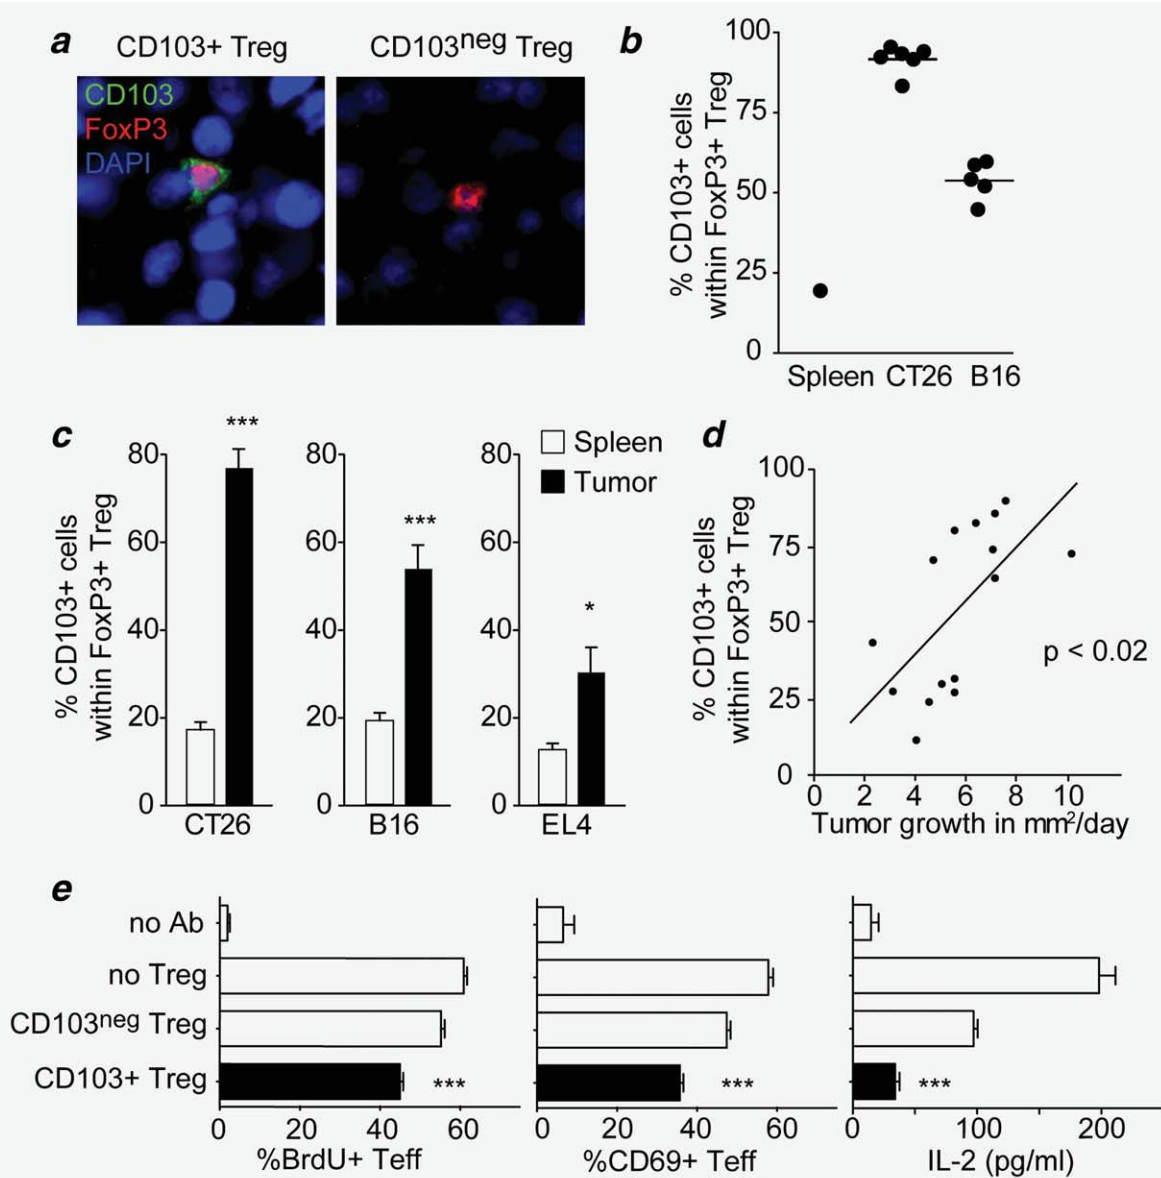 a
CD103+ Treg
CD103neg Treg
CD103
FoxP3
DAPI
b
% CD103+ cells
within FoxP3+ Treg
100
75
50
25
0
Spleen CT26 B16
c
% CD103+ cells
within FoxP3+ Treg
80
60
40
20
0
***
CT26
80
60
40
20
0
***
B16
80
60
40
20
0
*
EL4
Spleen
Tumor
d
% CD103+ cells
within FoxP3+ Treg
100
75
50
25
0
p < 0.02
0 2 4 6 8 10
Tumor growth in mm²/day
e
no Ab
no Treg
CD103neg Treg
CD103+ Treg
***
0 20 40 60
%BrdU+ Teff
***
0 20 40 60
%CD69+ Teff
***
0 100 200
IL-2 (pg/ml)